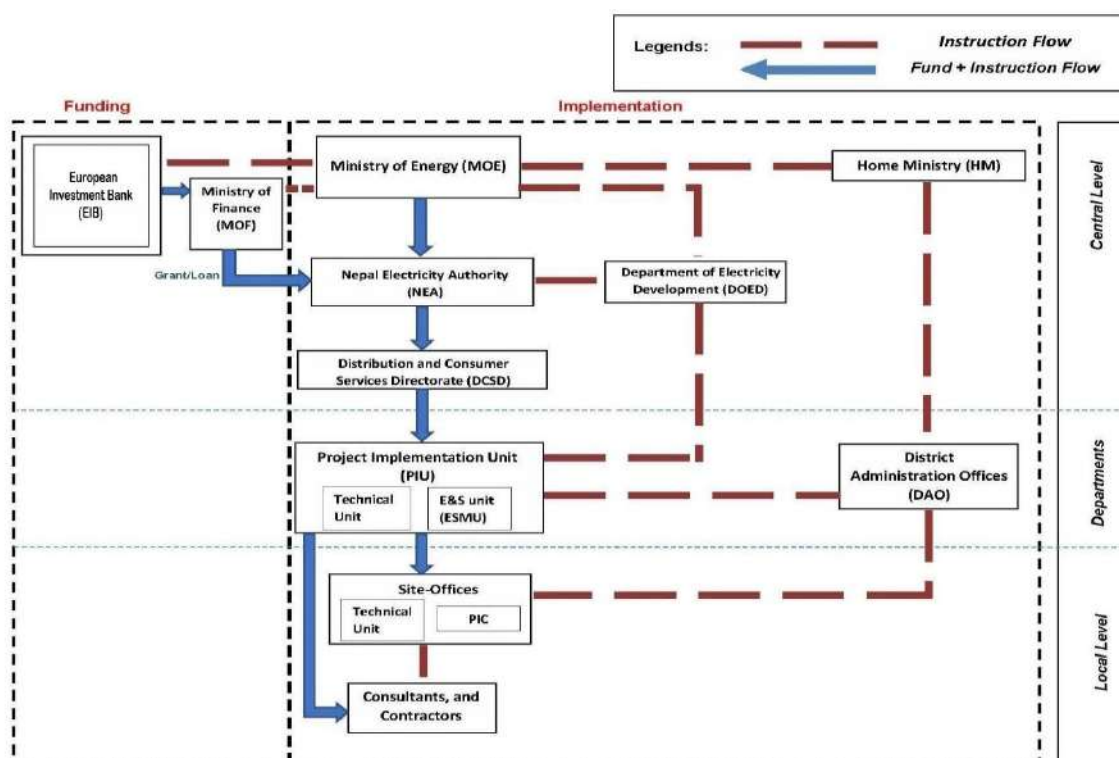 Legends:
Instruction Flow
Fund + Instruction Flow
Funding
Implementation
European
Investment Bank
(EIB)
Ministry of
Finance
(MOF)
Grant/Loan
Ministry of Energy (MOE)
Home Ministry (HM)
Nepal Electricity Authority
(NEA)
Department of Electricity
Development (DOED)
Distribution and Consumer
Services Directorate (DCSD)
Central Level
Project Implementation Unit
(PIU)
Technical
Unit
E&S unit
(ESMU)
District
Administration Offices
(DAO)
Departments
Site-Offices
Technical
Unit
PIC
Consultants, and
Contractors
Local Level